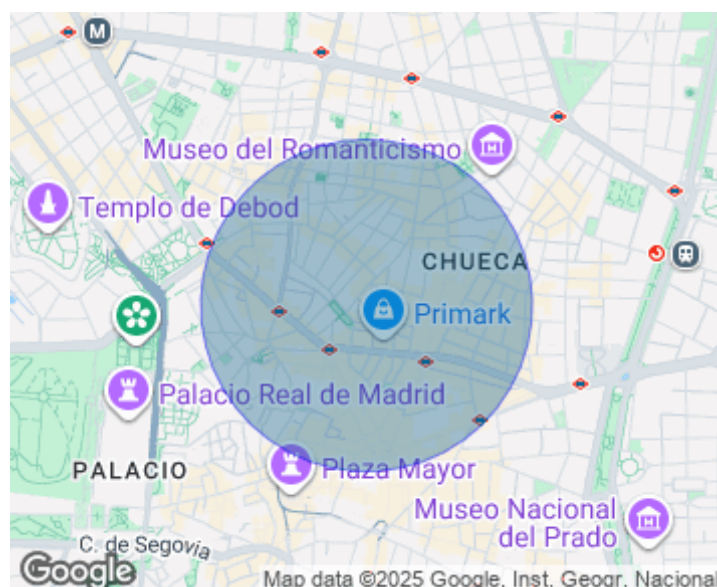 M
Museo del Romanticismo
Templo de Debod
CHUECA
Primark
Palacio Real de Madrid
PALACIO
Plaza Mayor
Museo Nacional
del Prado
C. de Segovia
Google
Map data ©2025 Google, Inst. Geogr. Nacional